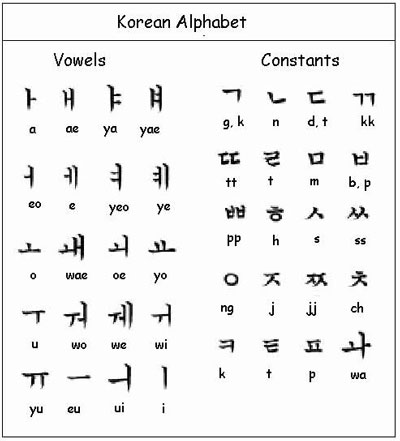 Korean Alphabet
Vowels
ㅏ ㅐ ㅑ ㅒ
a ae ya yae
ㅓ ㅔ ㅕ ㅖ
eo e yeo ye
ㅗ ㅙ ㅚ ㅛ
o wae oe yo
ㅜ ㅝ ㅞ ㅟ
u wo we wi
ㅠ ㅡ ㅢ ㅣ
yu eu ui i
Constants
ㄱ ㄴ ㄷ ㄲ
g, k n d, t kk
ㄸ ㄹ ㅁ ㅂ
tt t m b, p
ㅃ ㅎ ㅅ ㅆ
pp h s ss
ㅇ ㅈ ㅉ ㅊ
ng j jj ch
ㅋ ㅌ ㅍ ㅘ
k t p wa